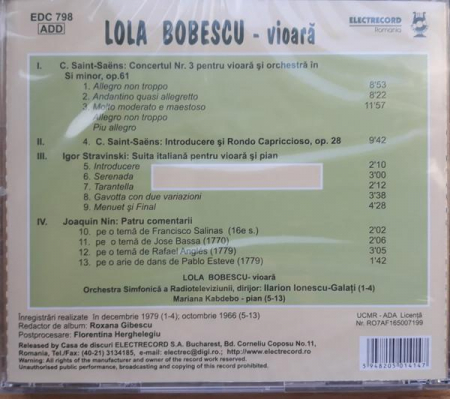 EDC 798
ADD
LOLA BOBESCU - vioară
ELECTRECORD
Romania
I. C. Saint-Saëns: Concertul Nr. 3 pentru vioară şi orchestră în
Si minor, op.61
1. Allegro non troppo 8'53
2. Andantino quasi allegretto 8'22
3. Molto moderato e maestoso 11'57
Allegro non troppo
Piu allegro
II. 4. C. Saint-Saëns: Introducere şi Rondo Capriccioso, op. 28 9'42
III. Igor Stravinski: Suita italiană pentru vioară şi pian
5. Introducere 2'10
6. Serenada 3'00
7. Tarantella 2'12
8. Gavotta con due variazioni 3'38
9. Menuet şi Final 4'28
IV. Joaquin Nin: Patru comentarii
10. pe o temă de Francisco Salinas (16e s.) 2'02
11. pe o temă de Jose Bassa (1770) 2'06
12. pe o temă de Rafael Anglès (1779) 3'05
13. pe o arie de dans de Pablo Esteve (1779) 1'42
LOLA BOBESCU- vioară
Orchestra Simfonică a Radioteleviziunii, dirijor: Ilarion Ionescu-Galaţi (1-4)
Mariana Kabdebo - pian (5-13)
Înregistrări realizate în decembrie 1979 (1-4); octombrie 1966 (5-13)
Redactor de album: Roxana Gibescu
Postprocesare: Florentina Herghelegiu
UCMR - ADA Licenţă
Nr. RO7AF165007199
Released by Casa de discuri ELECTRECORD S.A. Bucharest, Bd. Corneliu Coposu No.11,
Romania, Tel./Fax: (40-21) 3134185, e-mail: electrec@digi.ro; http://www.electrecord.ro
Warning: All rights of the manufacturer and owner of the record work reserved.
Unauthorised public performance, broadcasting and copying of this record prohibited.
5948205014147